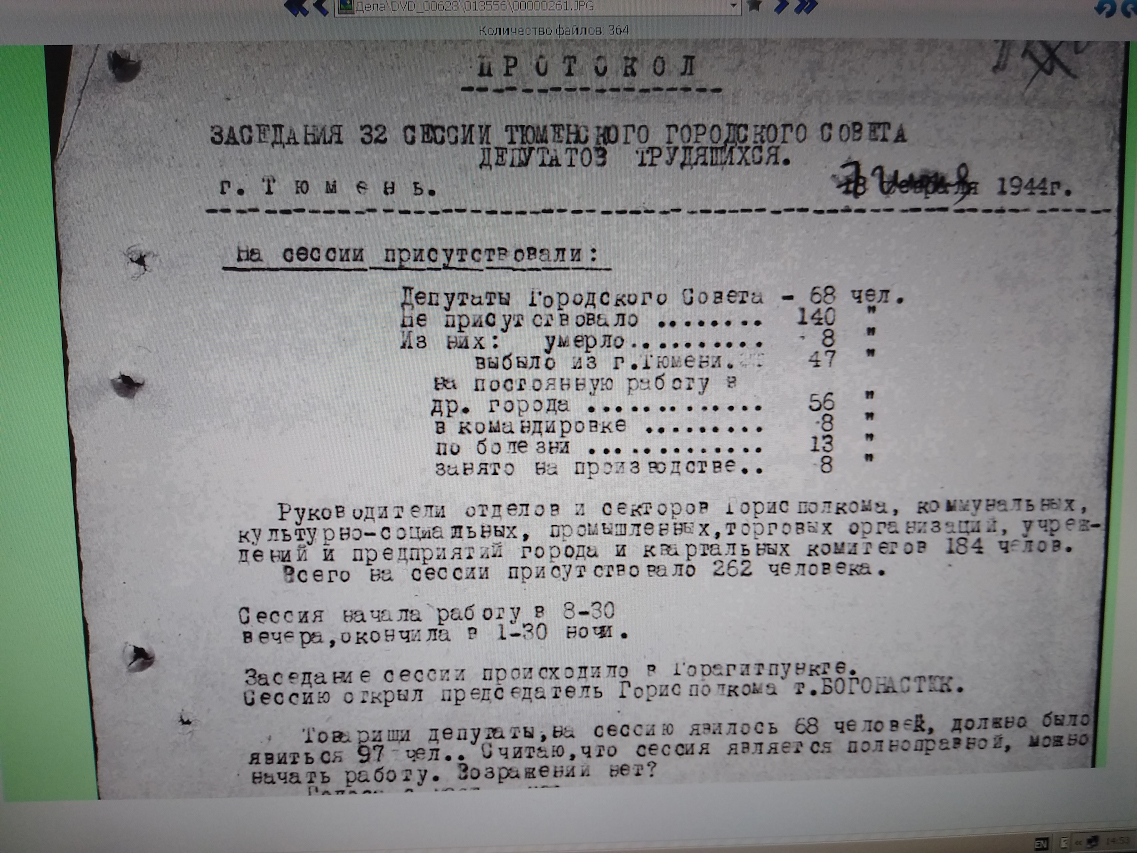 Дела\DVD_00623\013556\00000261.JPG
Количество файлов: 364
ПРОТОКОЛ
ЗАСЕДАНИЯ 32 СЕССИИ ТЮМЕНСКОГО ГОРОДСКОГО СОВЕТА
ДЕПУТАТОВ ТРУДЯЩИХСЯ.
г. Тюмень. 1944г.
На сессии присутствовали:
Депутаты Городского Совета - 68 чел.
Не присутствовало ........ 140 "
Из них: умерло.......... 8 "
выбыло из г.Тюмени. 47 "
на постоянную работу в
др. города ............. 56 "
в командировке ......... 8 "
по болезни ............. 13 "
занято на производстве.. 8 "
Руководители отделов и секторов Горисполкома, коммунальных,
культурно-социальных, промышленных,торговых организаций, учреж-
дений и предприятий города и квартальных комитетов 184 челов.
Всего на сессии присутствовало 262 человека.
Сессия начала работу в 8-30
вечера,окончила в 1-30 ночи.
Заседание сессии происходило в Горагитпункте.
Сессию открыл председатель Горисполкома т.БОГОНАСТИК.
Товарищи депутаты,на сессию явилось 68 человек, должно было
явиться 97 чел.. Считаю,что сессия является полноправной, можно
начать работу. Возражений нет?
EN
14:53